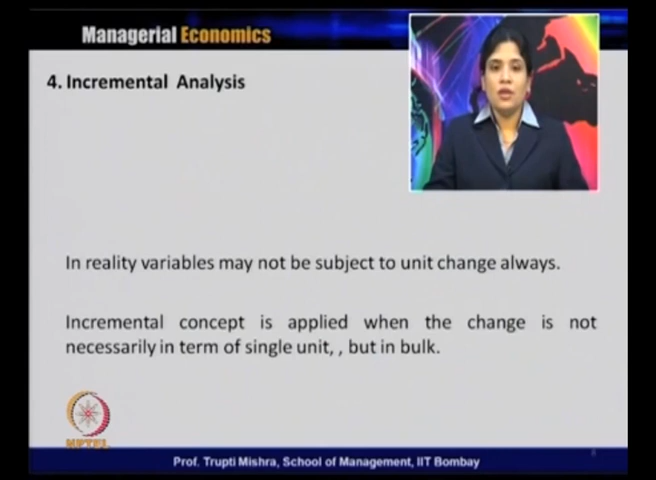 Managerial Economics
4. Incremental Analysis
In reality variables may not be subject to unit change always.
Incremental concept is applied when the change is not
necessarily in term of single unit, , but in bulk.
NPTEL
Prof. Trupti Mishra, School of Management, IIT Bombay